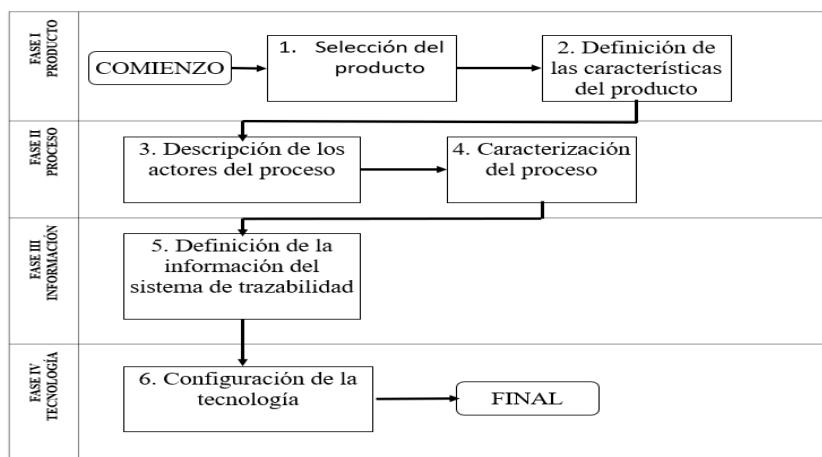 FASE I
PRODUCTO
COMIENZO
1. Selección del
producto
2. Definición de
las características
del producto
FASE II
PROCESO
3. Descripción de los
actores del proceso
4. Caracterización
del proceso
FASE III
INFORMACIÓN
5. Definición de la
información del
sistema de trazabilidad
FASE IV
TECNOLOGÍA
6. Configuración de la
tecnología
FINAL